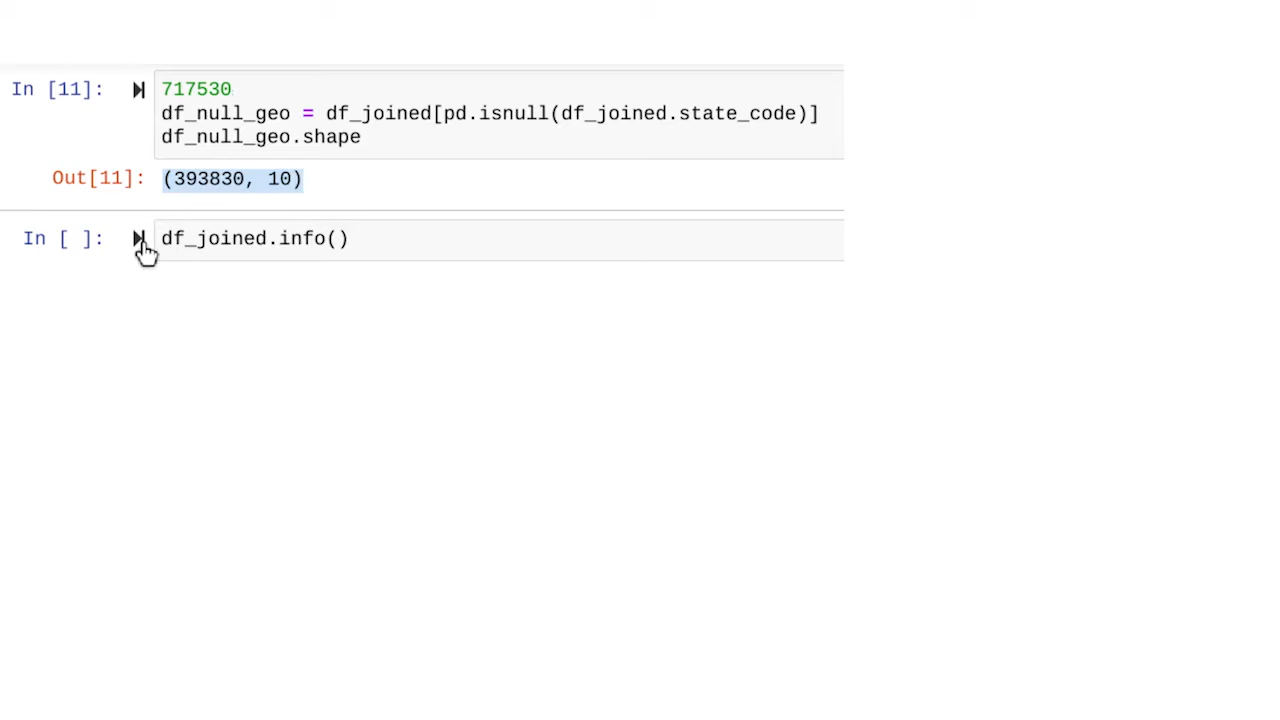 In [11]: 717530
df_null_geo = df_joined[pd.isnull(df_joined.state_code)]
df_null_geo.shape
Out[11]: (393830, 10)
In [ ]: df_joined.info()